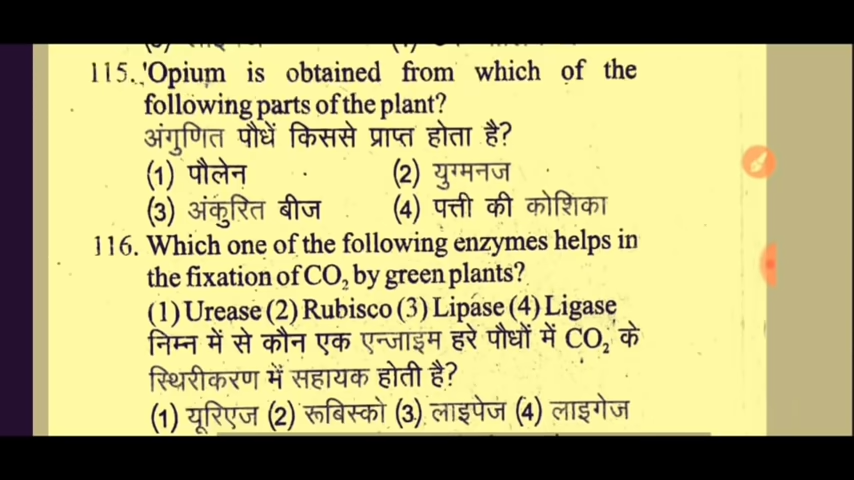 115. 'Opium is obtained from which of the
following parts of the plant?
अंगुणित पौधें किससे प्राप्त होता है?
(1) पौलेन (2) युग्मनज
(3) अंकुरित बीज (4) पत्ती की कोशिका
116. Which one of the following enzymes helps in
the fixation of CO₂ by green plants?
(1) Urease (2) Rubisco (3) Lipase (4) Ligase
निम्न में से कौन एक एन्जाइम हरे पौधों में CO₂ के
स्थिरीकरण में सहायक होती है?
(1) यूरिएज (2) रूबिस्को (3) लाइपेज (4) लाइगेज